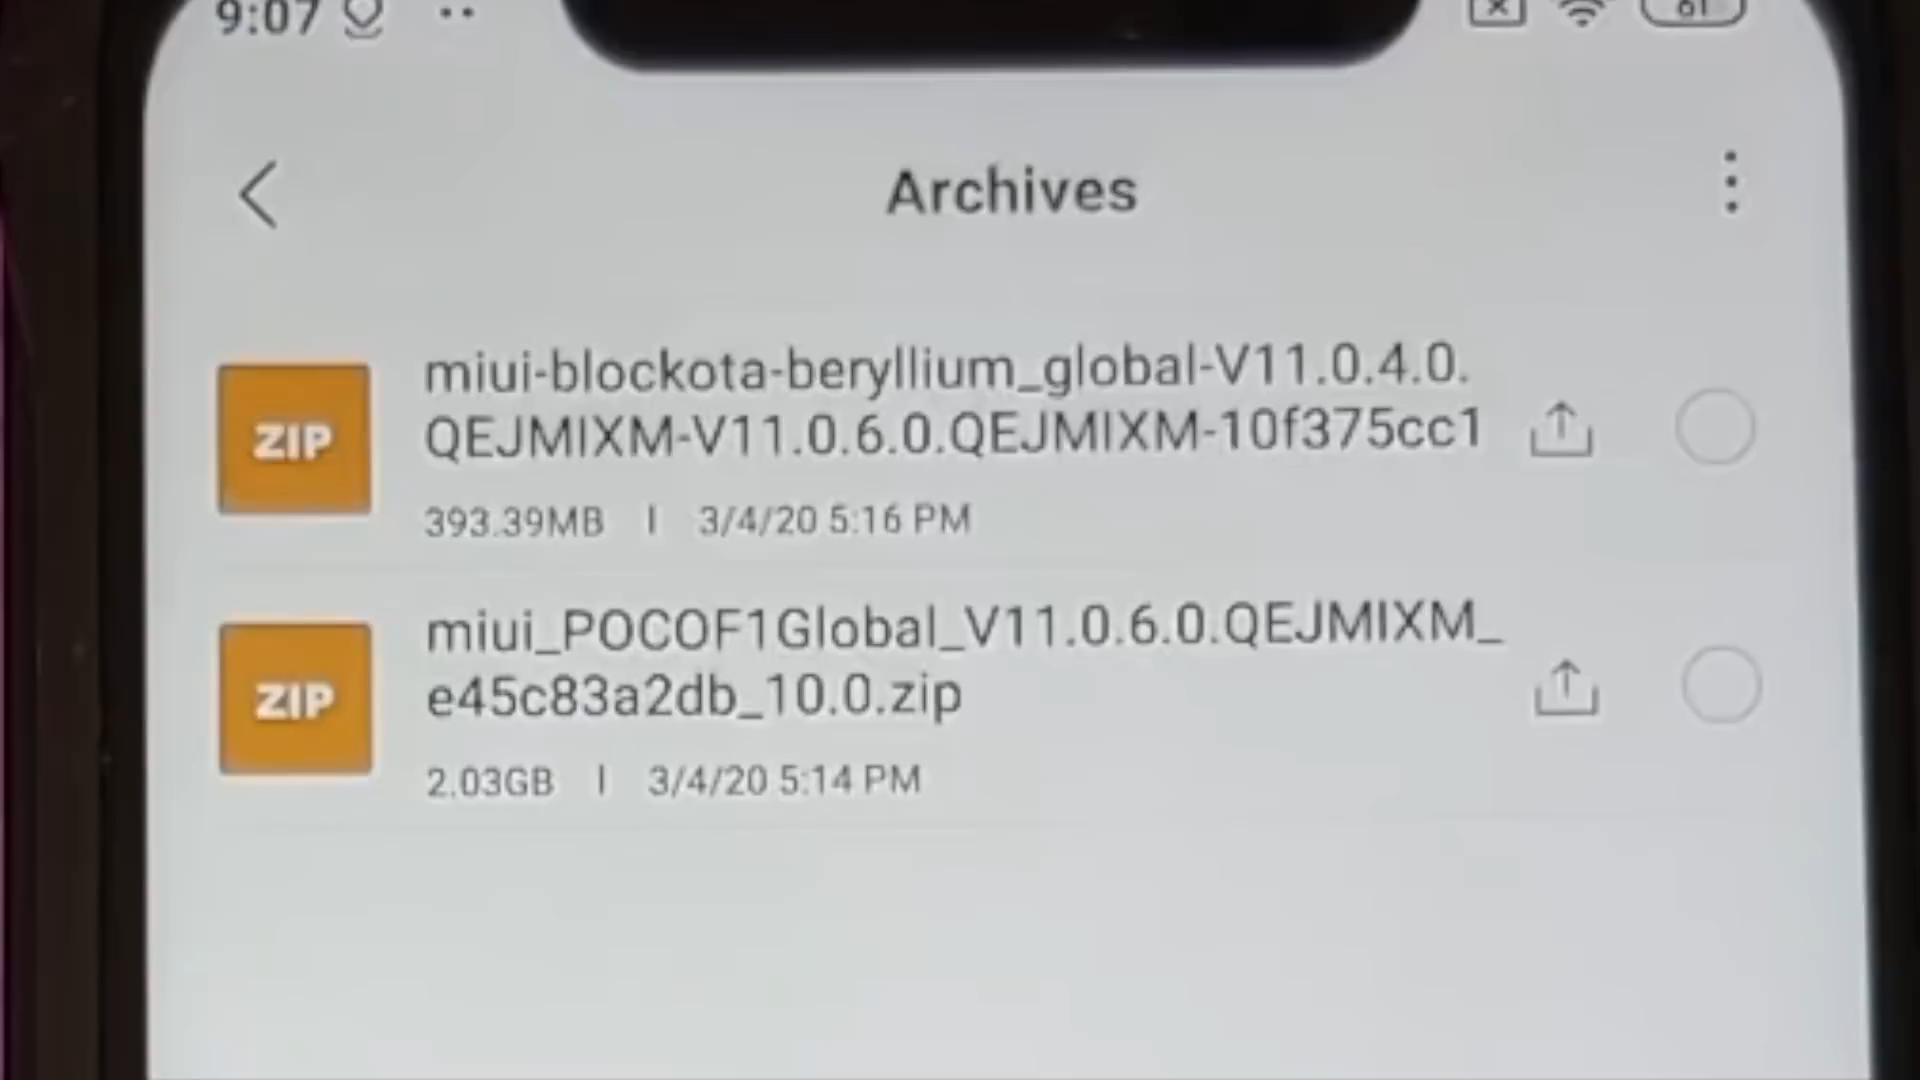 9:07
Archives
ZIP
miui-blockota-beryllium_global-V11.0.4.0.
QEJMIXM-V11.0.6.0.QEJMIXM-10f375cc1
393.39MB | 3/4/20 5:16 PM
ZIP
miui_POCOF1Global_V11.0.6.0.QEJMIXM_
e45c83a2db_10.0.zip
2.03GB | 3/4/20 5:14 PM